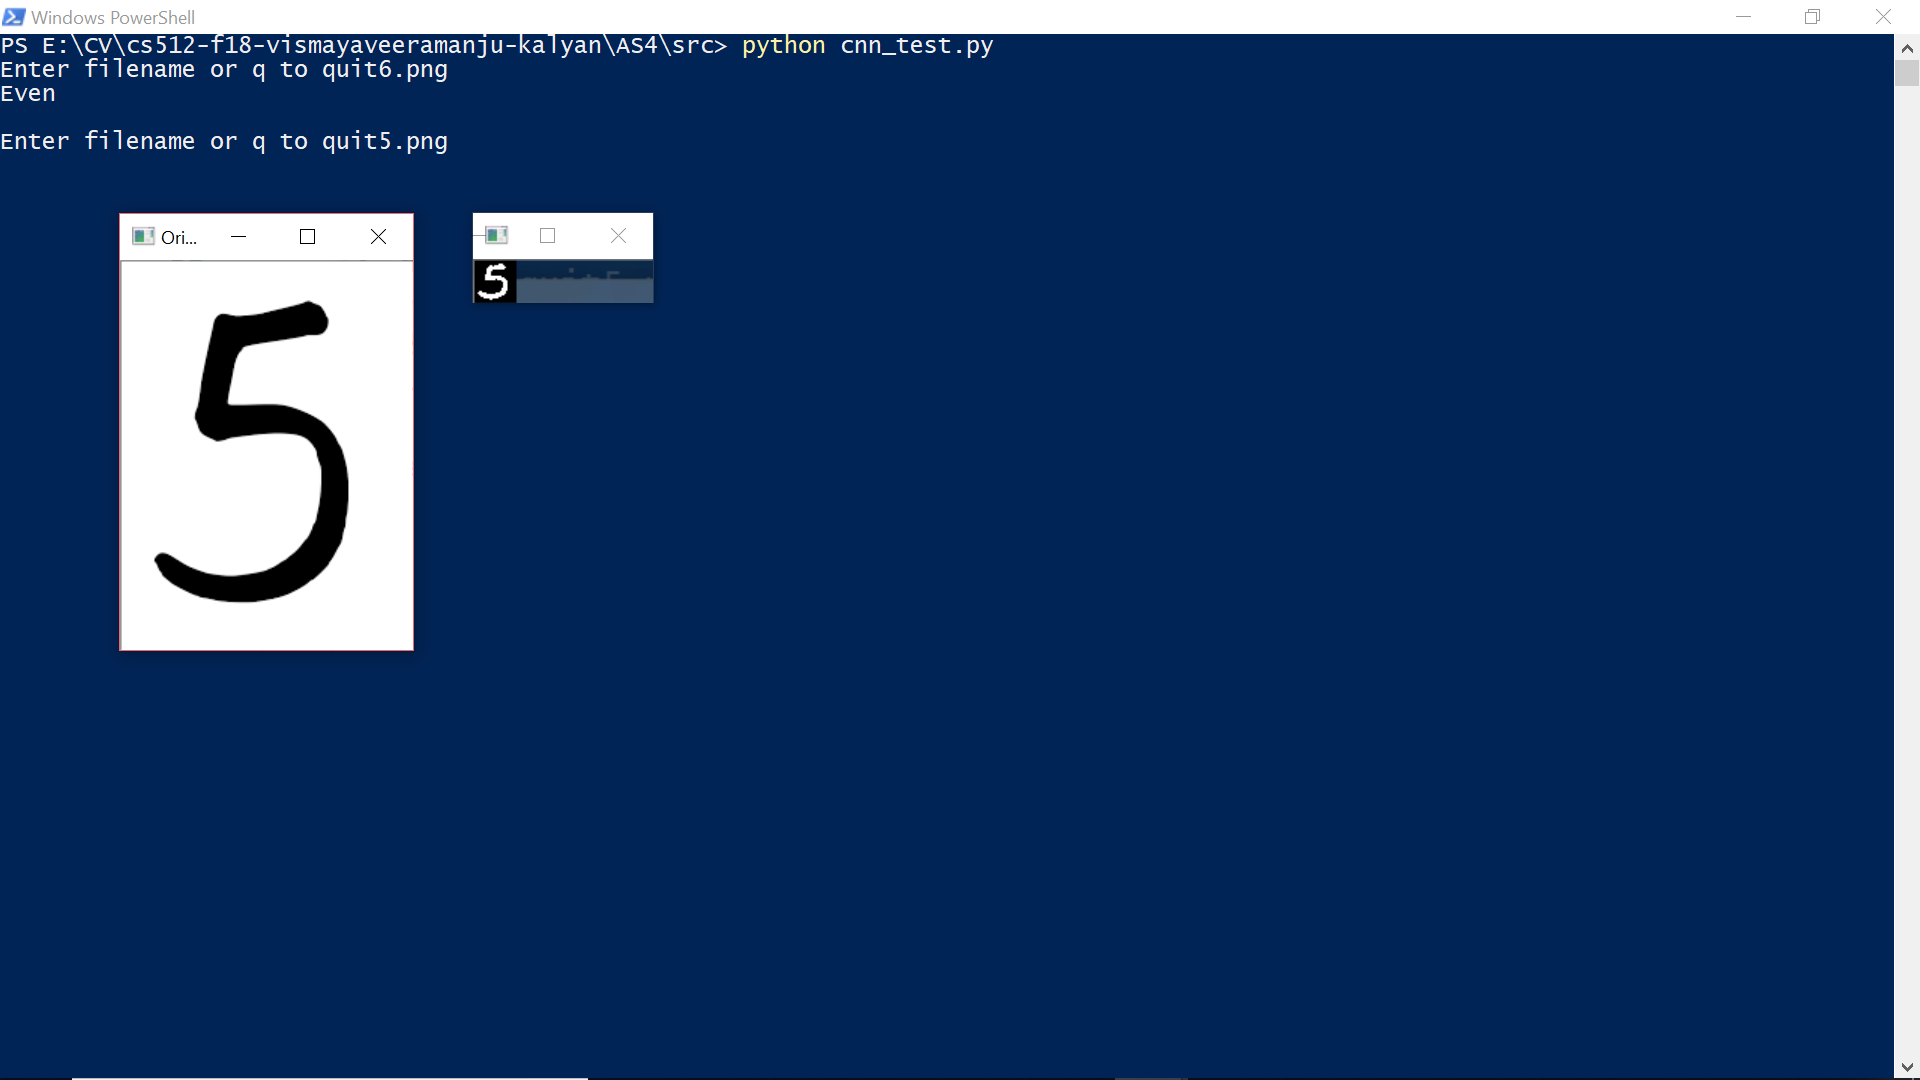 Windows PowerShell
PS E:\CV\cs512-f18-vismayaveeramanju-kalyan\AS4\src> python cnn_test.py
Enter filename or q to quit6.png
Even
Enter filename or q to quit5.png
Ori...
5
5